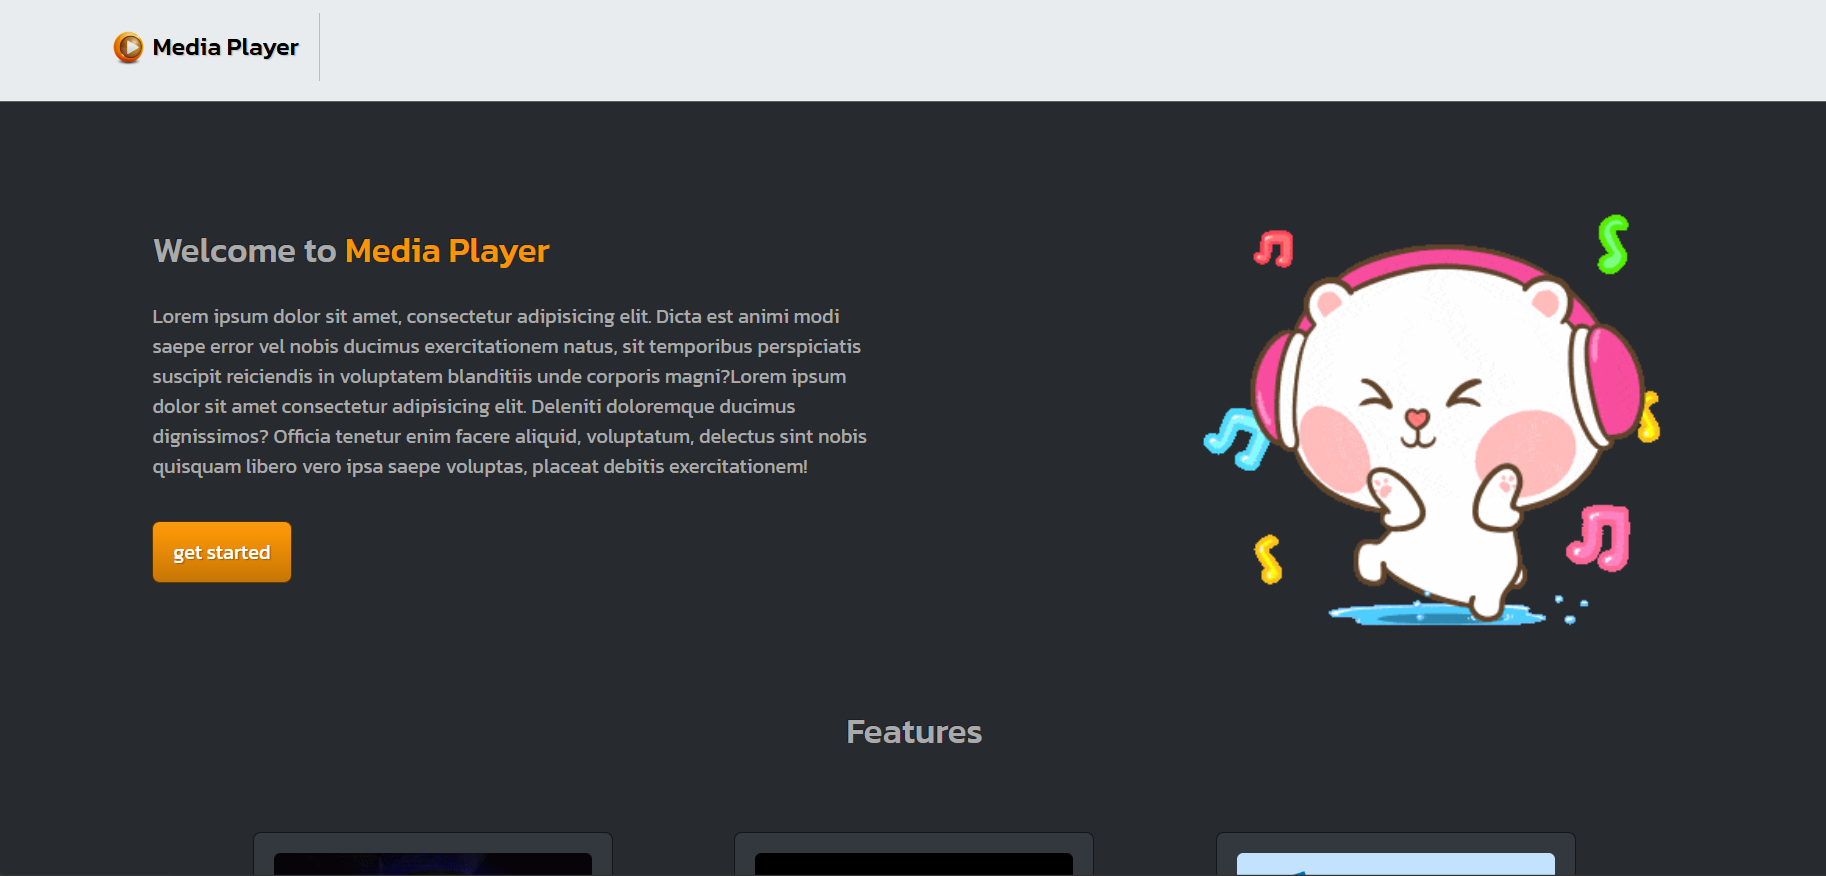 Media Player
Welcome to Media Player
Lorem ipsum dolor sit amet, consectetur adipisicing elit. Dicta est animi modi
saepe error vel nobis ducimus exercitationem natus, sit temporibus perspiciatis
suscipit reiciendis in voluptatem blanditiis unde corporis magni?Lorem ipsum
dolor sit amet consectetur adipisicing elit. Deleniti doloremque ducimus
dignissimos? Officia tenetur enim facere aliquid, voluptatum, delectus sint nobis
quisquam libero vero ipsa saepe voluptas, placeat debitis exercitationem!
get started
Features